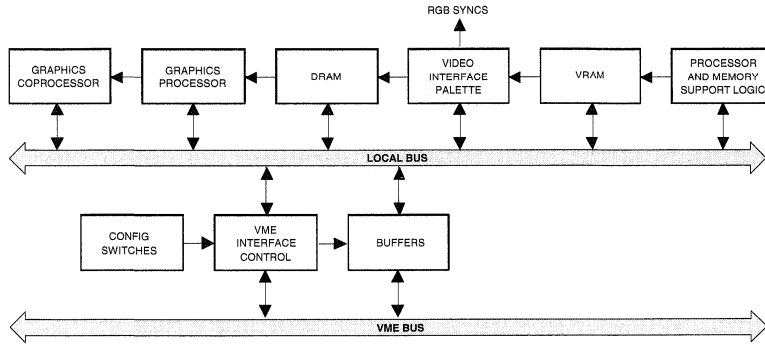 RGB SYNCS
GRAPHICS
COPROCESSOR
GRAPHICS
PROCESSOR
DRAM
VIDEO
INTERFACE
PALETTE
VRAM
PROCESSOR
AND MEMORY
SUPPORT LOGIC
LOCAL BUS
CONFIG
SWITCHES
VME
INTERFACE
CONTROL
BUFFERS
VME BUS